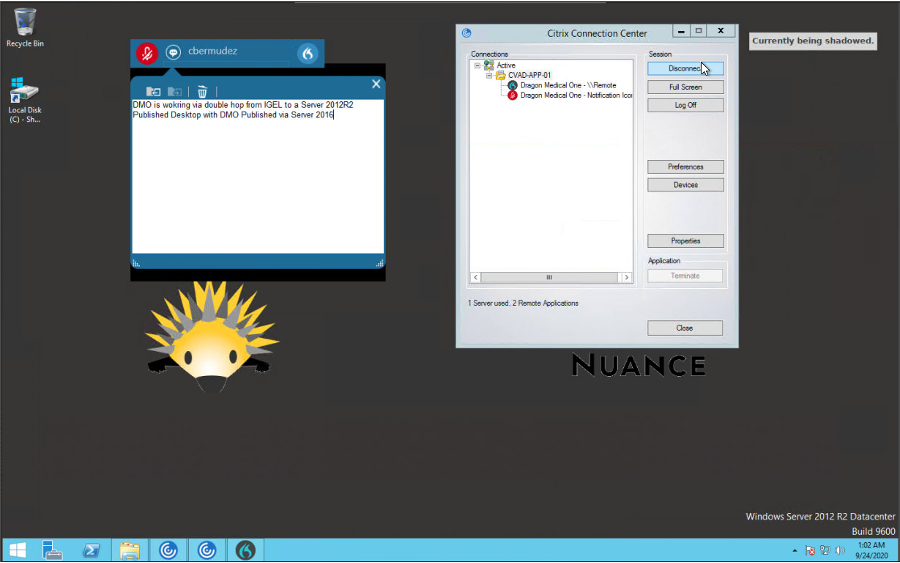 Recycle Bin
Local Disk
(C) - Sh...
cbermudez
DMO is wokring via double hop from IGEL to a Server 2012R2
Published Desktop with DMO Published via Server 2016
Citrix Connection Center
Connections
Active
CVAD-APP-01
Dragon Medical One - \\Remote
Dragon Medical One - Notification Icon
1 Server used, 2 Remote Applications
Session
Disconnect
Full Screen
Log Off
Preferences
Devices
Properties
Application
Terminate
Close
Currently being shadowed.
NUANCE
Windows Server 2012 R2 Datacenter
Build 9600
1:02 AM
9/24/2020